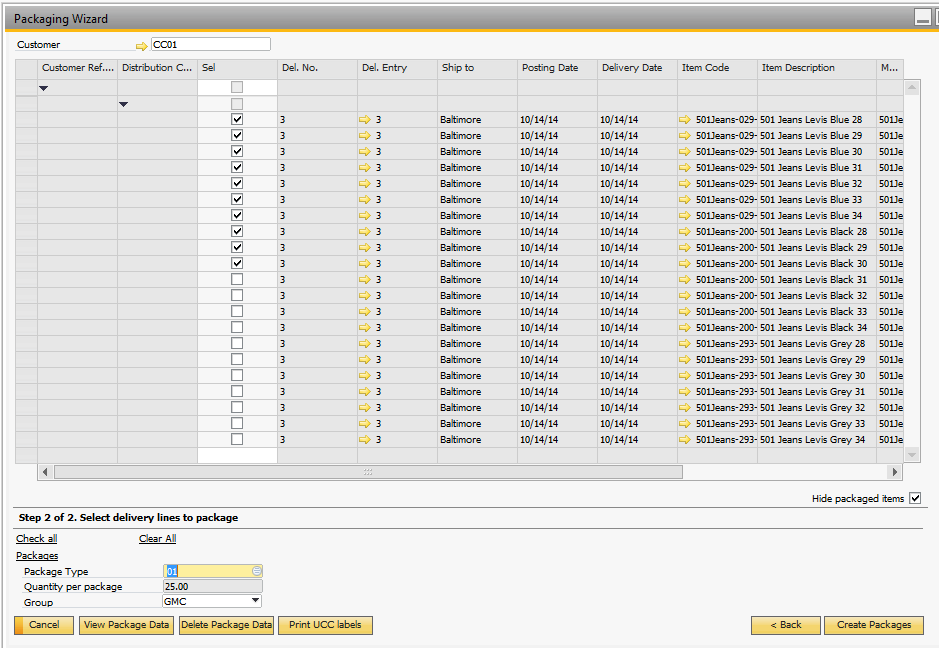 Packaging Wizard
Customer CC01
Customer Ref.... Distribution C... Sel Del. No. Del. Entry Ship to Posting Date Delivery Date Item Code Item Description M...
3 3 Baltimore 10/14/14 10/14/14 501Jeans-029- 501 Jeans Levis Blue 28 501Je
3 3 Baltimore 10/14/14 10/14/14 501Jeans-029- 501 Jeans Levis Blue 29 501Je
3 3 Baltimore 10/14/14 10/14/14 501Jeans-029- 501 Jeans Levis Blue 30 501Je
3 3 Baltimore 10/14/14 10/14/14 501Jeans-029- 501 Jeans Levis Blue 31 501Je
3 3 Baltimore 10/14/14 10/14/14 501Jeans-029- 501 Jeans Levis Blue 32 501Je
3 3 Baltimore 10/14/14 10/14/14 501Jeans-029- 501 Jeans Levis Blue 33 501Je
3 3 Baltimore 10/14/14 10/14/14 501Jeans-029- 501 Jeans Levis Blue 34 501Je
3 3 Baltimore 10/14/14 10/14/14 501Jeans-200- 501 Jeans Levis Black 28 501Je
3 3 Baltimore 10/14/14 10/14/14 501Jeans-200- 501 Jeans Levis Black 29 501Je
3 3 Baltimore 10/14/14 10/14/14 501Jeans-200- 501 Jeans Levis Black 30 501Je
3 3 Baltimore 10/14/14 10/14/14 501Jeans-200- 501 Jeans Levis Black 31 501Je
3 3 Baltimore 10/14/14 10/14/14 501Jeans-200- 501 Jeans Levis Black 32 501Je
3 3 Baltimore 10/14/14 10/14/14 501Jeans-200- 501 Jeans Levis Black 33 501Je
3 3 Baltimore 10/14/14 10/14/14 501Jeans-200- 501 Jeans Levis Black 34 501Je
3 3 Baltimore 10/14/14 10/14/14 501Jeans-293- 501 Jeans Levis Grey 28 501Je
3 3 Baltimore 10/14/14 10/14/14 501Jeans-293- 501 Jeans Levis Grey 29 501Je
3 3 Baltimore 10/14/14 10/14/14 501Jeans-293- 501 Jeans Levis Grey 30 501Je
3 3 Baltimore 10/14/14 10/14/14 501Jeans-293- 501 Jeans Levis Grey 31 501Je
3 3 Baltimore 10/14/14 10/14/14 501Jeans-293- 501 Jeans Levis Grey 32 501Je
3 3 Baltimore 10/14/14 10/14/14 501Jeans-293- 501 Jeans Levis Grey 33 501Je
3 3 Baltimore 10/14/14 10/14/14 501Jeans-293- 501 Jeans Levis Grey 34 501Je
Hide packaged items
Step 2 of 2. Select delivery lines to package
Check all Clear All
Packages
Package Type 01
Quantity per package 25.00
Group GMC
Cancel View Package Data Delete Package Data Print UCC labels < Back Create Packages